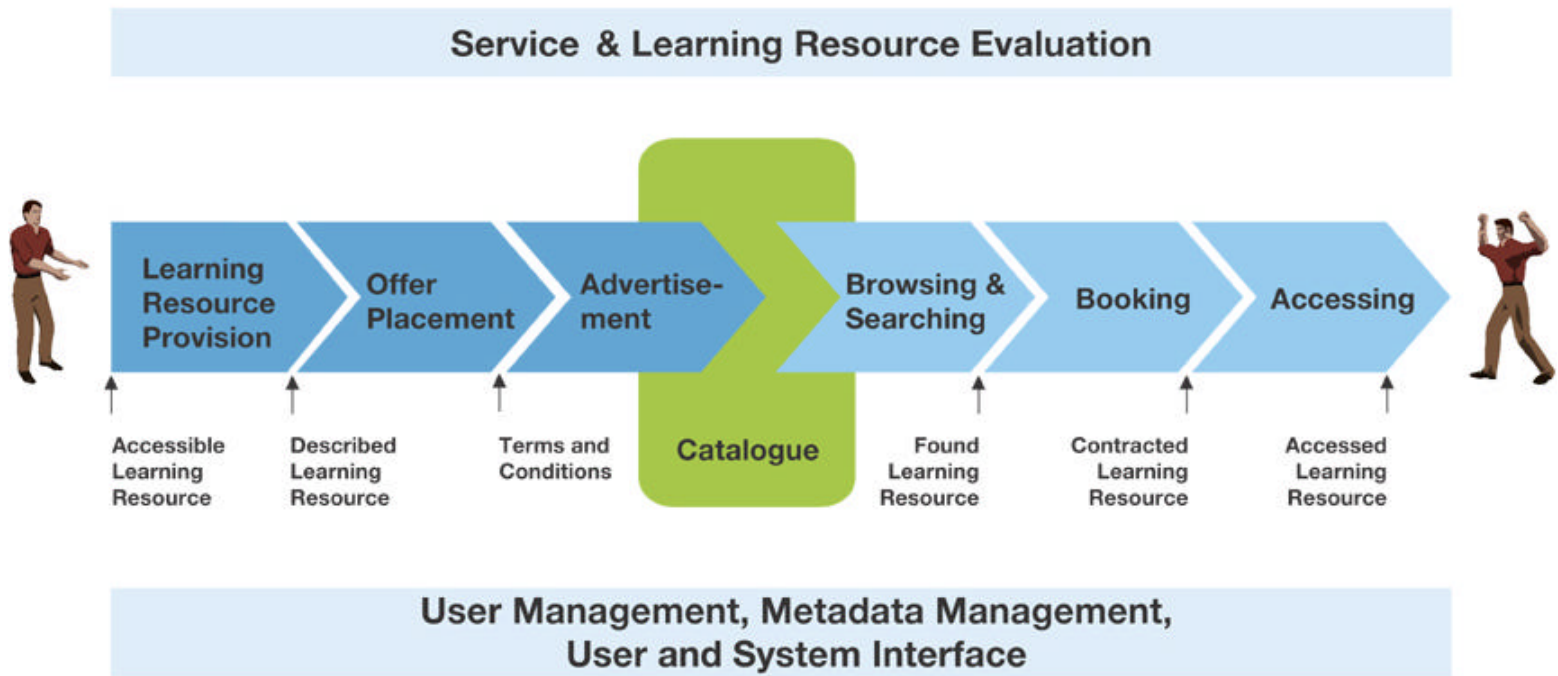 Service & Learning Resource Evaluation
Learning
Resource
Provision
Offer
Placement
Advertise-
ment
Browsing &
Searching
Booking
Accessing
Accessible
Learning
Resource
Described
Learning
Resource
Terms and
Conditions
Catalogue
Found
Learning
Resource
Contracted
Learning
Resource
Accessed
Learning
Resource
User Management, Metadata Management,
User and System Interface